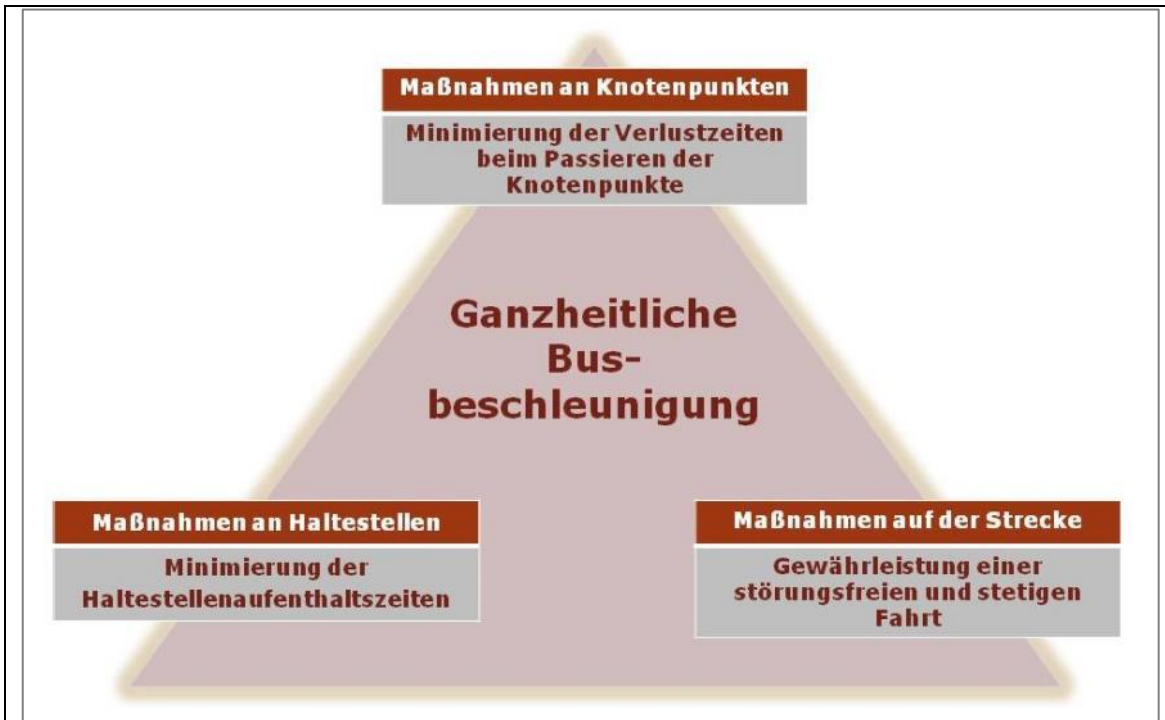 Maßnahmen an Knotenpunkten
Minimierung der Verlustzeiten
beim Passieren der
Knotenpunkte
Ganzheitliche
Bus-
beschleunigung
Maßnahmen an Haltestellen
Minimierung der
Haltestellenaufenthaltszeiten
Maßnahmen auf der Strecke
Gewährleistung einer
störungsfreien und stetigen
Fahrt